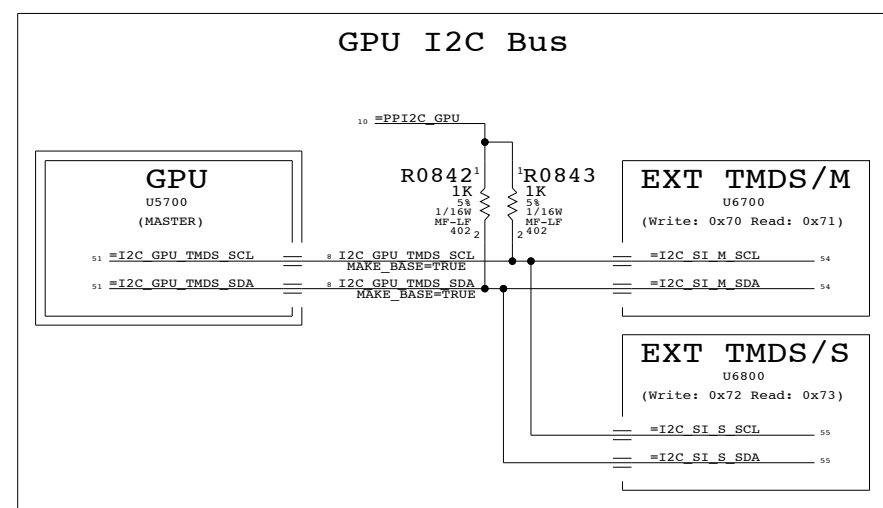 GPU I2C Bus
10 =PPI2C_GPU
GPU
U5700
(MASTER)
51 =I2C_GPU_TMDS_SCL
51 =I2C_GPU_TMDS_SDA
R0842 1
1K
5%
1/16W
MF-LF
402 2
1 R0843
1K
5%
1/16W
MF-LF
2 402
8 I2C_GPU_TMDS_SCL
MAKE_BASE=TRUE
8 I2C_GPU_TMDS_SDA
MAKE_BASE=TRUE
EXT TMDS/M
U6700
(Write: 0x70 Read: 0x71)
=I2C_SI_M_SCL 54
=I2C_SI_M_SDA 54
EXT TMDS/S
U6800
(Write: 0x72 Read: 0x73)
=I2C_SI_S_SCL 55
=I2C_SI_S_SDA 55